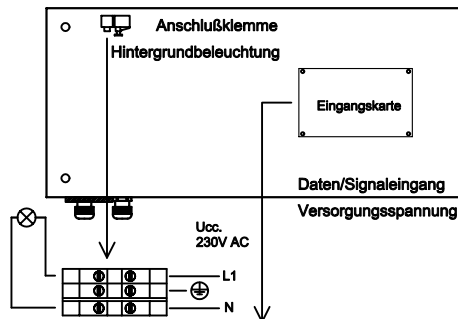 Anschlußklemme
Hintergrundbeleuchtung
Eingangskarte
Daten/Signaleingang
Versorgungsspannung
Ucc.
230V AC
L1
N